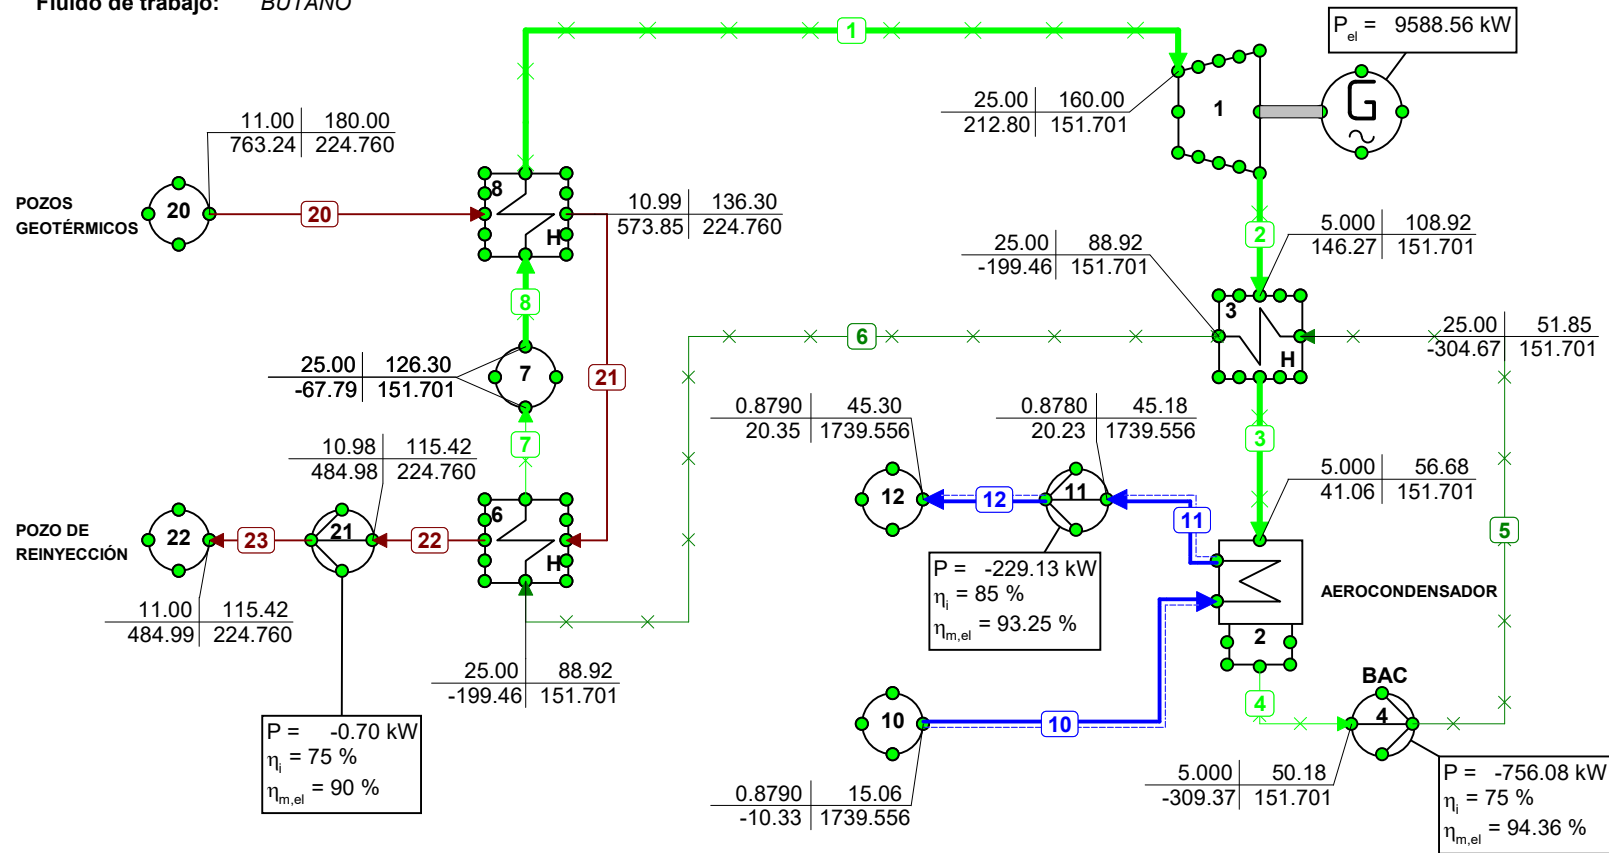 Fluido de trabajo: BUTANO
1
P el = 9588.56 kW
25.00 160.00
212.80 151.701
1
G
11.00 180.00
763.24 224.760
POZOS
GEOTÉRMICOS
20
20
8
H
10.99 136.30
573.85 224.760
2
5.000 108.92
146.27 151.701
25.00 88.92
-199.46 151.701
8
3
H
6
25.00 51.85
-304.67 151.701
25.00 126.30
-67.79 151.701
7
21
0.8790 45.30
20.35 1739.556
0.8780 45.18
20.23 1739.556
3
7
10.98 115.42
484.98 224.760
5.000 56.68
41.06 151.701
12
12
11
11
5
POZO DE
REINYECCIÓN
22
23
21
22
6
H
P = -229.13 kW
ηi = 85 %
ηm,el = 93.25 %
AEROCONDENSADOR
2
11.00 115.42
484.99 224.760
25.00 88.92
-199.46 151.701
BAC
4
4
10
10
P = -0.70 kW
ηi = 75 %
ηm,el = 90 %
0.8790 15.06
-10.33 1739.556
5.000 50.18
-309.37 151.701
P = -756.08 kW
ηi = 75 %
ηm,el = 94.36 %